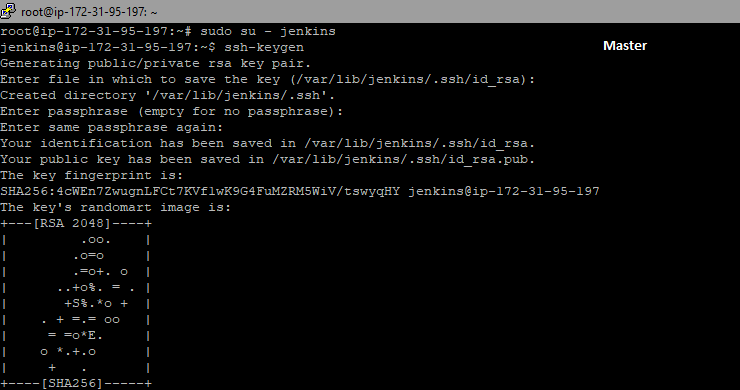 root@ip-172-31-95-197: ~
root@ip-172-31-95-197:~# sudo su - jenkins
jenkins@ip-172-31-95-197:~$ ssh-keygen
Master
Generating public/private rsa key pair.
Enter file in which to save the key (/var/lib/jenkins/.ssh/id_rsa):
Created directory '/var/lib/jenkins/.ssh'.
Enter passphrase (empty for no passphrase):
Enter same passphrase again:
Your identification has been saved in /var/lib/jenkins/.ssh/id_rsa.
Your public key has been saved in /var/lib/jenkins/.ssh/id_rsa.pub.
The key fingerprint is:
SHA256:4cWEn7ZwugnLFCt7KVflwK9G4FuMZRM5WiV/tswyqHY jenkins@ip-172-31-95-197
The key's randomart image is:
+---[RSA 2048]----+
|         .oo.    |
|        .o=o     |
|        .=o+. o  |
|      ..+o%. = . |
|       +S%.*o +  |
|    . + =.= oo   |
|     = =o*E.     |
|    o *.+.o      |
|     +   .       |
+----[SHA256]-----+